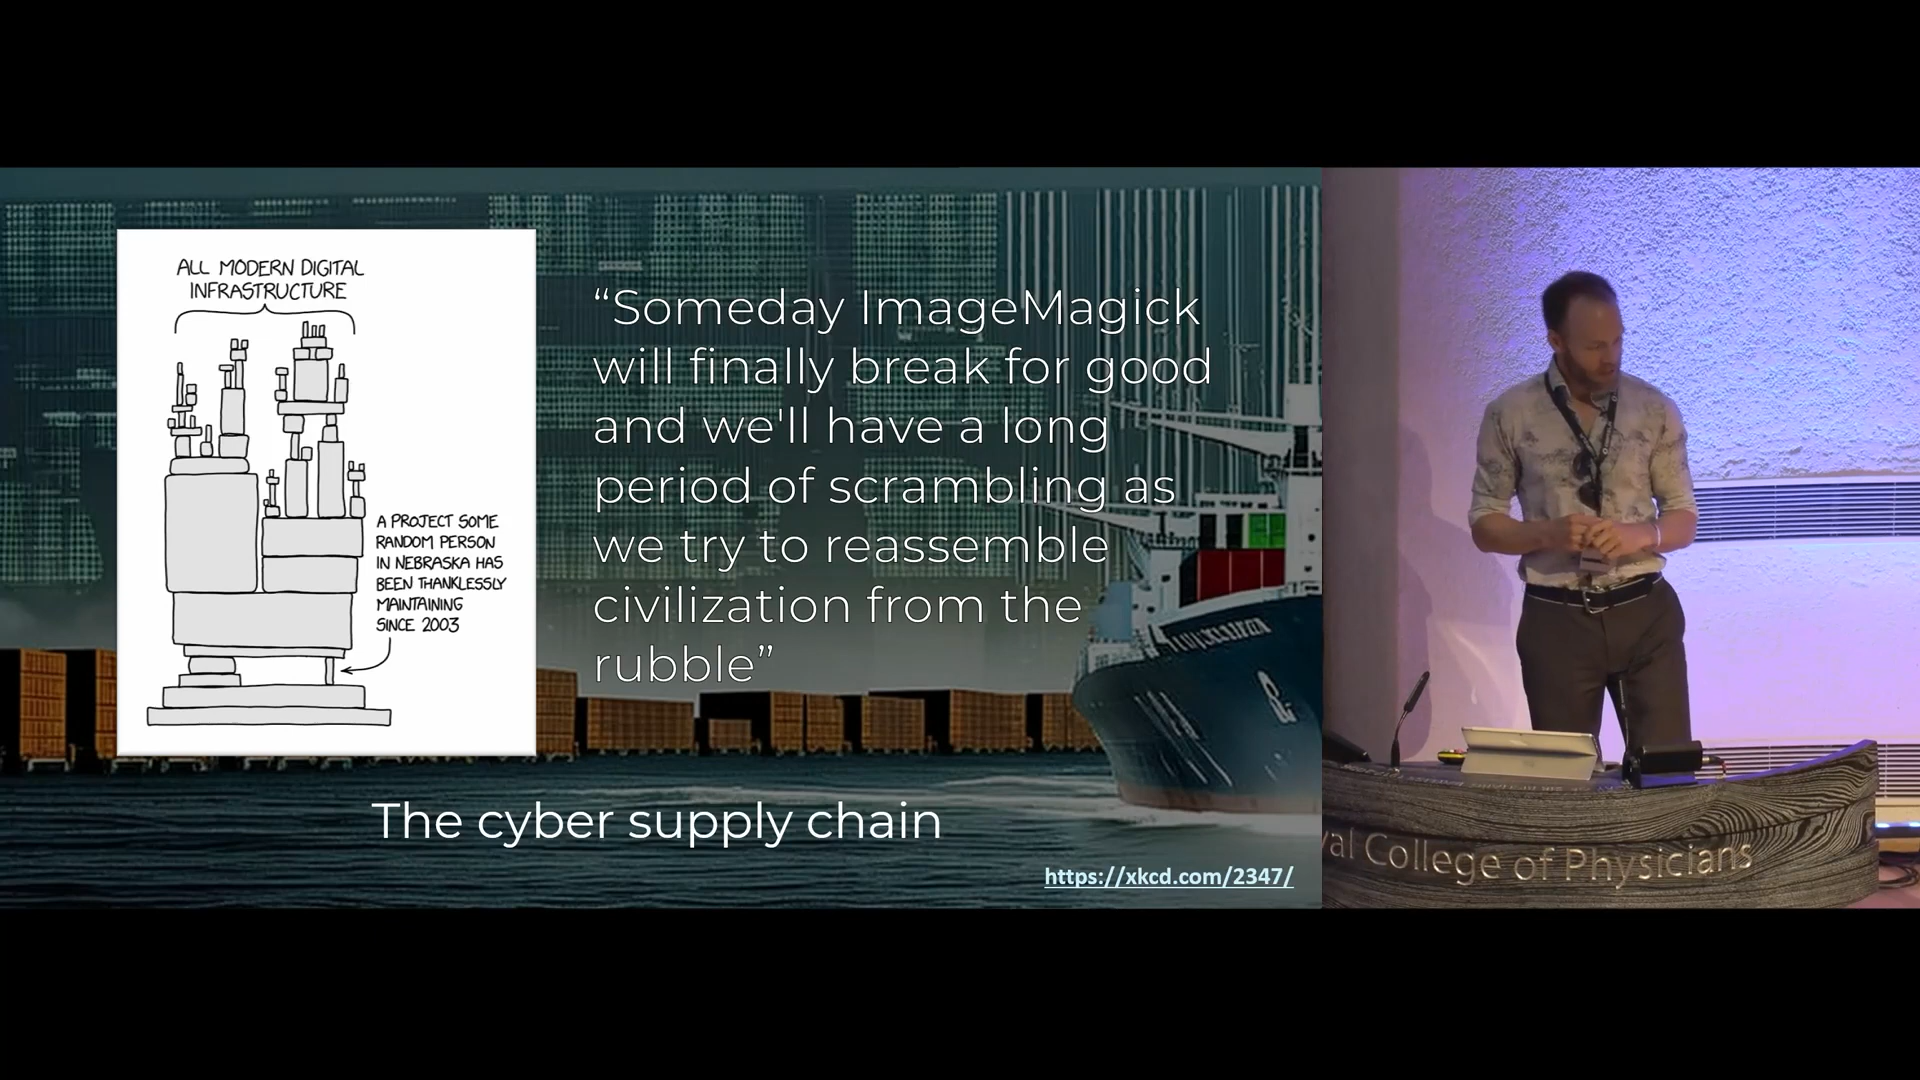 ALL MODERN DIGITAL
INFRASTRUCTURE
A PROJECT SOME
RANDOM PERSON
IN NEBRASKA HAS
BEEN THANKLESSLY
MAINTAINING
SINCE 2003
“Someday ImageMagick
will finally break for good
and we'll have a long
period of scrambling as
we try to reassemble
civilization from the
rubble”
The cyber supply chain
https://xkcd.com/2347/
College of Physicians